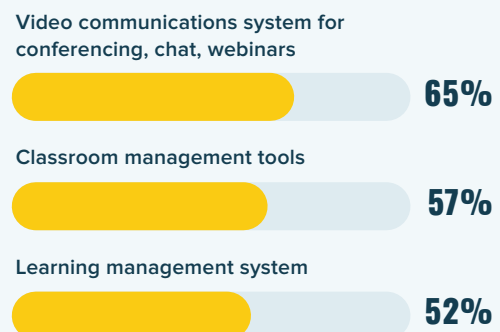 Video communications system for
conferencing, chat, webinars
65%
Classroom management tools
57%
Learning management system
52%